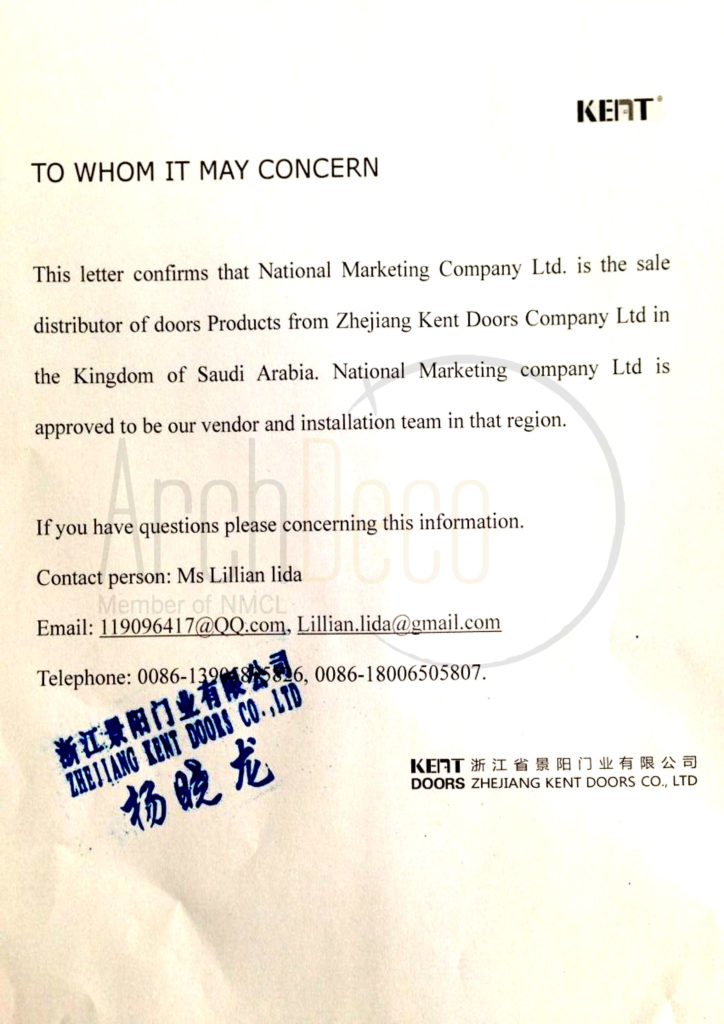 KENT®
TO WHOM IT MAY CONCERN
This letter confirms that National Marketing Company Ltd. is the sale
distributor of doors Products from Zhejiang Kent Doors Company Ltd in
the Kingdom of Saudi Arabia. National Marketing company Ltd is
approved to be our vendor and installation team in that region.
ArchDeco
If you have questions please concerning this information.
Contact person: Ms Lillian lida
Member of NMCL
Email: 119096417@QQ.com, Lillian.lida@gmail.com
Telephone: 0086-, 0086-18006505807.
浙江景阳门业有限公司
ZHEJIANG KENT DOORS CO.,LTD
杨晓龙
KENT 浙江省景阳门业有限公司
DOORS ZHEJIANG KENT DOORS CO., LTD